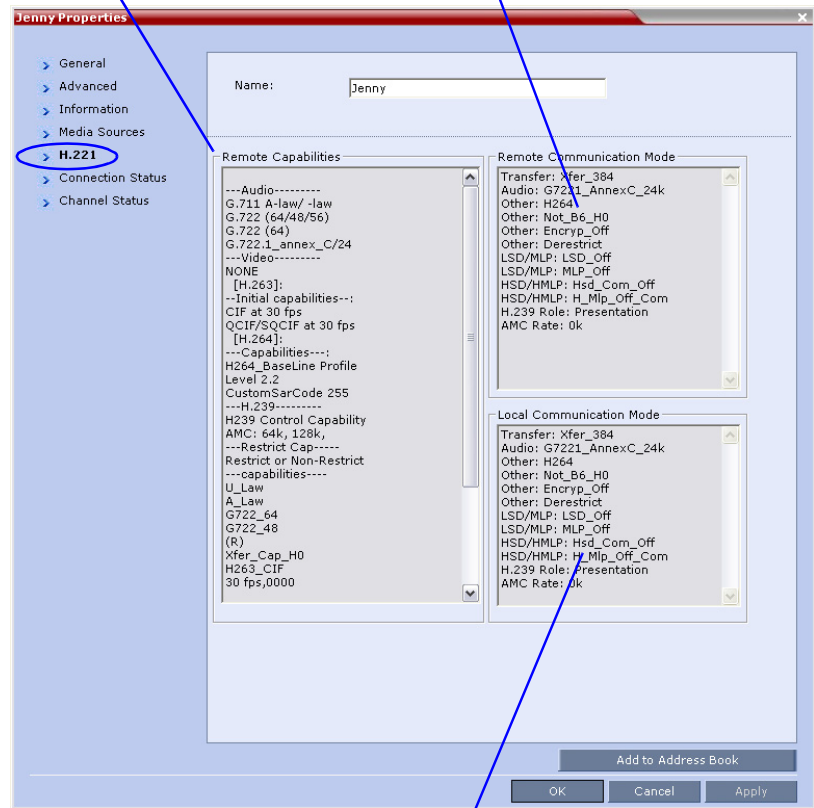 Jenny Properties
General
Advanced
Information
Media Sources
H.221
Connection Status
Channel Status
Name:
Jenny
Remote Capabilities
---Audio---------
G.711 A-law/ -law
G.722 (64/48/56)
G.722 (64)
G.722.1_annex_C/24
---Video---------
NONE
[H.263]:
--Initial capabilities--:
CIF at 30 fps
QCIF/SQCIF at 30 fps
[H.264]:
---Capabilities---:
H264_BaseLine Profile
Level 2.2
CustomSarCode 255
---H.239---------
H239 Control Capability
AMC: 64k, 128k,
---Restrict Cap-----
Restrict or Non-Restrict
---capabilities----
U_Law
A_Law
G722_64
G722_48
(R)
Xfer_Cap_H0
H263_CIF
30 fps,0000
Remote Communication Mode
Transfer: Xfer_384
Audio: G7221_AnnexC_24k
Other: H264
Other: Not_B6_H0
Other: Encryp_Off
Other: Derestrict
LSD/MLP: LSD_Off
LSD/MLP: MLP_Off
HSD/HMLP: Hsd_Com_Off
HSD/HMLP: H_Mlp_Off_Com
H.239 Role: Presentation
AMC Rate: 0k
Local Communication Mode
Transfer: Xfer_384
Audio: G7221_AnnexC_24k
Other: H264
Other: Not_B6_H0
Other: Encryp_Off
Other: Derestrict
LSD/MLP: LSD_Off
LSD/MLP: MLP_Off
HSD/HMLP: Hsd_Com_Off
HSD/HMLP: H_Mlp_Off_Com
H.239 Role: Presentation
AMC Rate: 0k
Add to Address Book
OK
Cancel
Apply